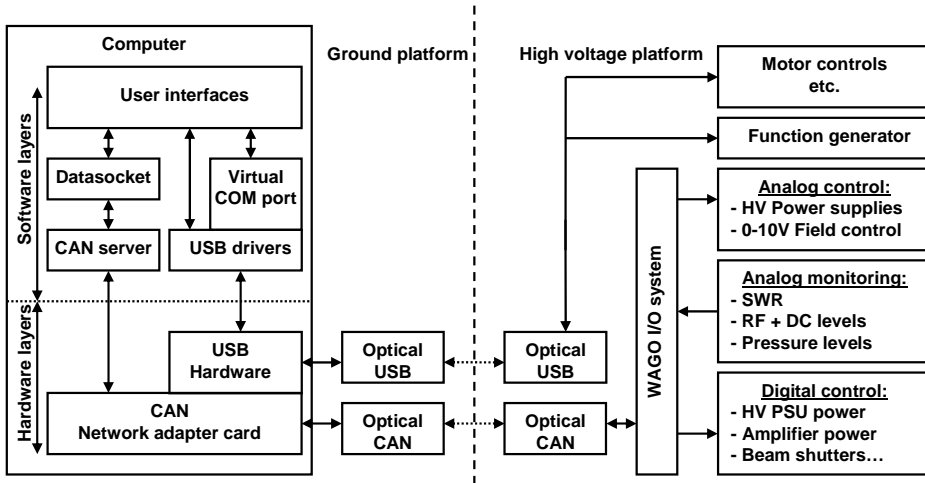 Computer
Ground platform
High voltage platform
User interfaces
Datasocket
Virtual
COM port
CAN server
USB drivers
Software layers
Hardware layers
USB
Hardware
CAN
Network adapter card
Optical
USB
Optical
CAN
Optical
USB
Optical
CAN
WAGO I/O system
Motor controls
etc.
Function generator
Analog control:
- HV Power supplies
- 0-10V Field control
Analog monitoring:
- SWR
- RF + DC levels
- Pressure levels
Digital control:
- HV PSU power
- Amplifier power
- Beam shutters…